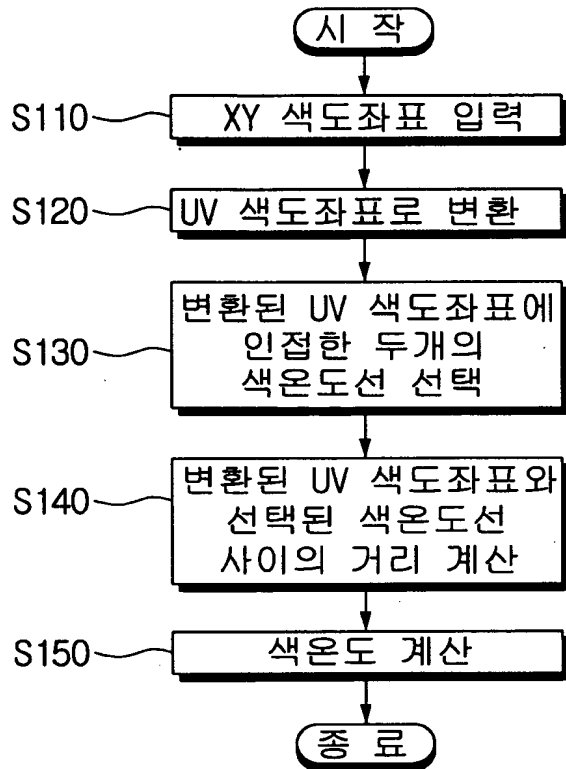 시 작
S110
XY 색도좌표 입력
S120
UV 색도좌표로 변환
S130
변환된 UV 색도좌표에
인접한 두개의
색온도선 선택
S140
변환된 UV 색도좌표와
선택된 색온도선
사이의 거리 계산
S150
색온도 계산
종 료